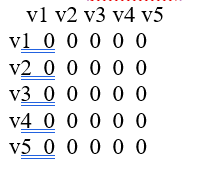 v1 v2 v3 v4 v5
v1 0 0 0 0 0
v2 0 0 0 0 0
v3 0 0 0 0 0
v4 0 0 0 0 0
v5 0 0 0 0 0